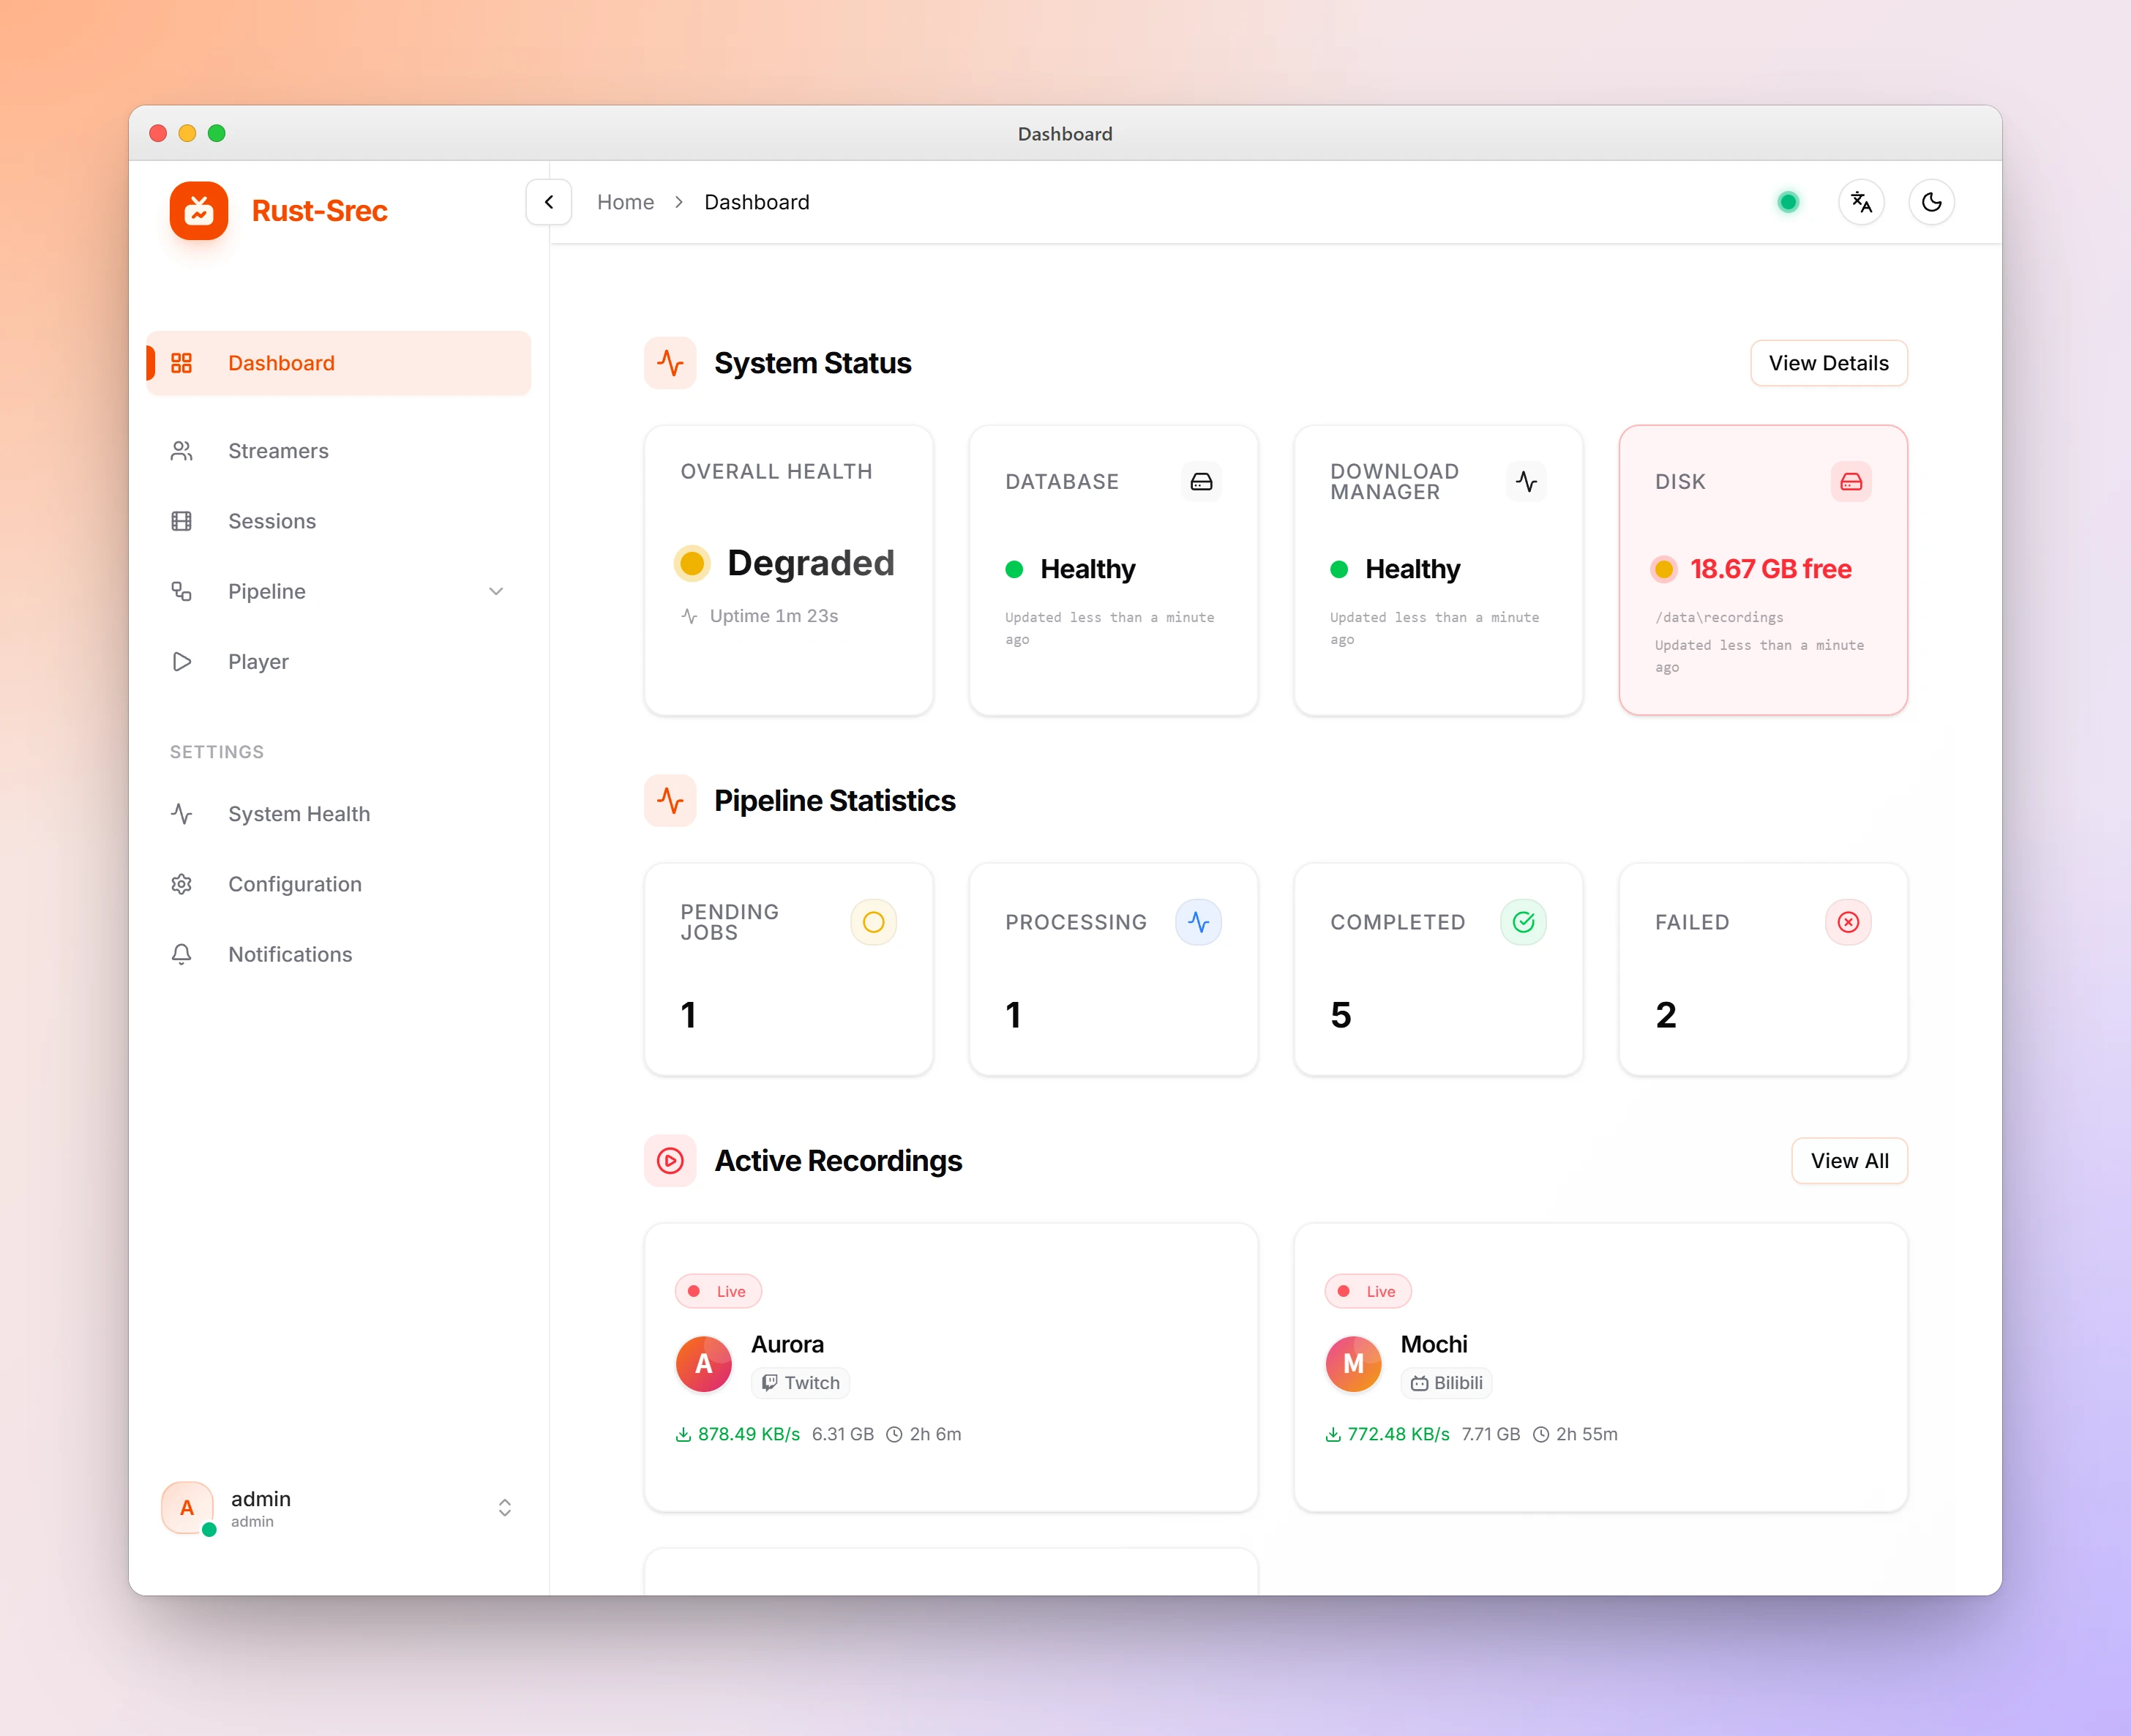 Dashboard
Rust-Srec
Home > Dashboard
Dashboard
Streamers
Sessions
Pipeline
Player
SETTINGS
System Health
Configuration
Notifications
A
admin
admin
System Status
View Details
OVERALL HEALTH
Degraded
Uptime 1m 23s
DATABASE
Healthy
Updated less than a minute
ago
DOWNLOAD
MANAGER
Healthy
Updated less than a minute
ago
DISK
18.67 GB free
/data\recordings
Updated less than a minute
ago
Pipeline Statistics
PENDING
JOBS
1
PROCESSING
1
COMPLETED
5
FAILED
2
Active Recordings
View All
Live
A
Aurora
Twitch
878.49 KB/s 6.31 GB 2h 6m
Live
M
Mochi
Bilibili
772.48 KB/s 7.71 GB 2h 55m